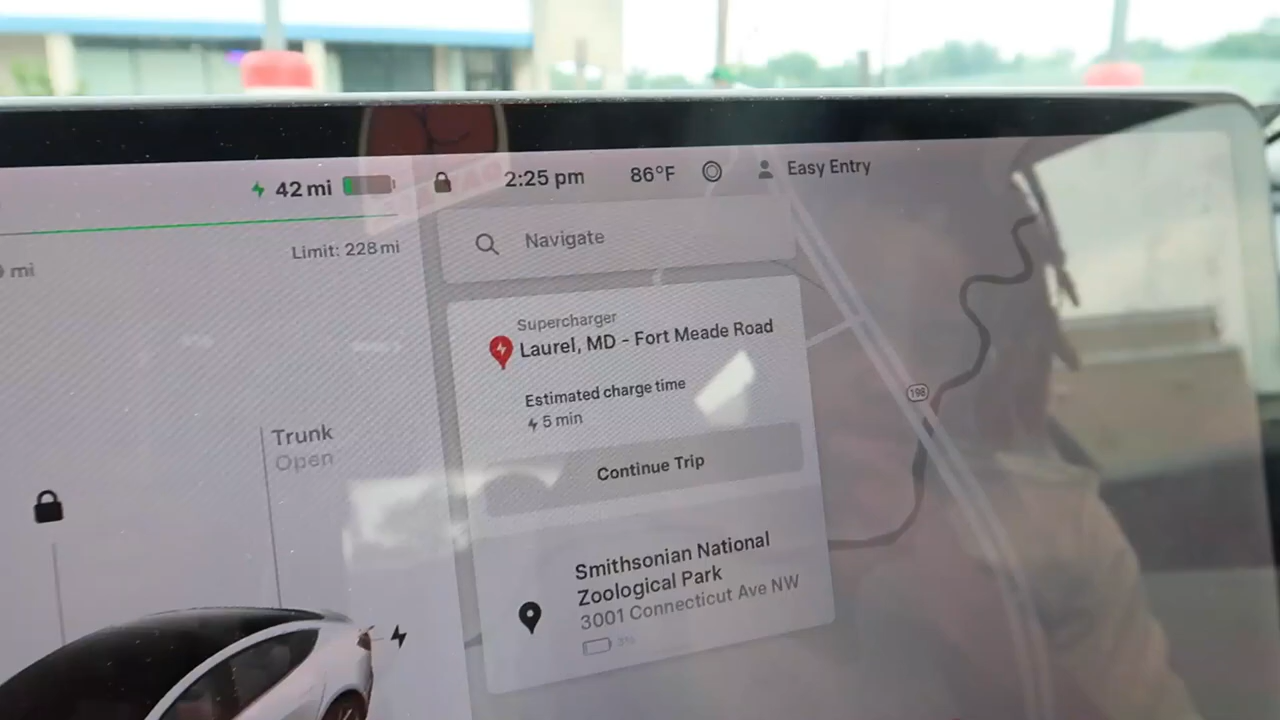 42 mi
2:25 pm
86°F
Easy Entry
Limit: 228 mi
mi
Navigate
Supercharger
Laurel, MD - Fort Meade Road
Estimated charge time
5 min
Continue Trip
198
Trunk
Open
Smithsonian National
Zoological Park
3001 Connecticut Ave NW